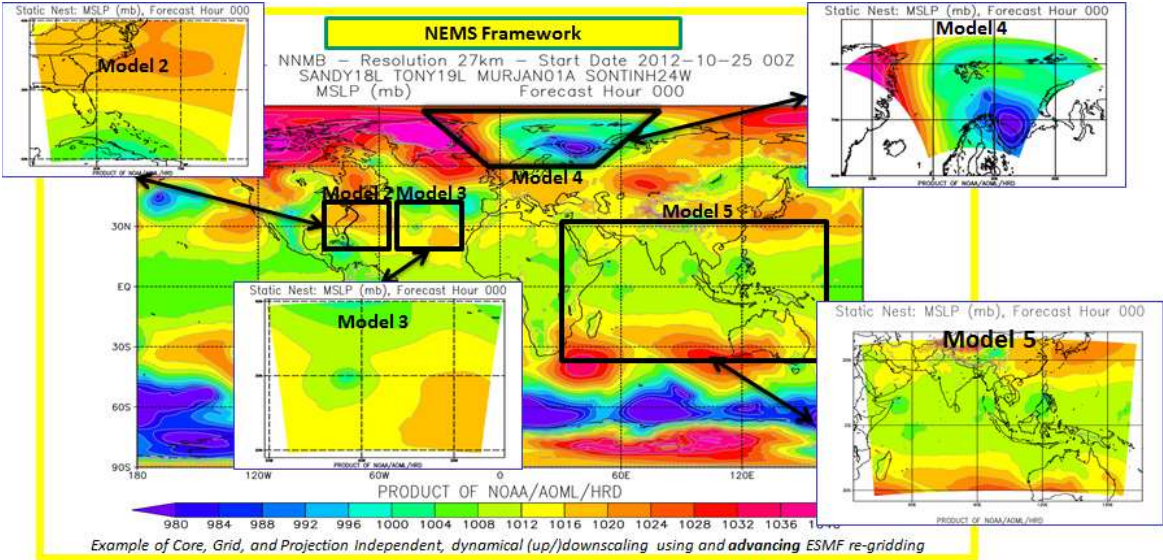 Static Nest: MSLP (mb), Forecast Hour 000
Model 2
PRODUCT OF NOAA/AOML/HRD
NEMS Framework
NNMB – Resolution 27km – Start Date 2012–10–25 00Z
SANDY18L TONY19L MURJAN01A SONTINH24W
MSLP (mb) Forecast Hour 000
Static Nest: MSLP (mb), Forecast Hour 000
Model 4
PRODUCT OF NOAA/AOML/HRD
Model 4
Model 2 Model 3
Model 5
30N
EQ
30S
60S
90S
180 120W 60W 0 60E 120E
Static Nest: MSLP (mb), Forecast Hour 000
Model 3
PRODUCT OF NOAA/AOML/HRD
Static Nest: MSLP (mb), Forecast Hour 000
Model 5
PRODUCT OF NOAA/AOML/HRD
PRODUCT OF NOAA/AOML/HRD
980 984 988 992 996 1000 1004 1008 1012 1016 1020 1024 1028 1032 1036
Example of Core, Grid, and Projection Independent, dynamical (up/)downscaling using and advancing ESMF re-gridding